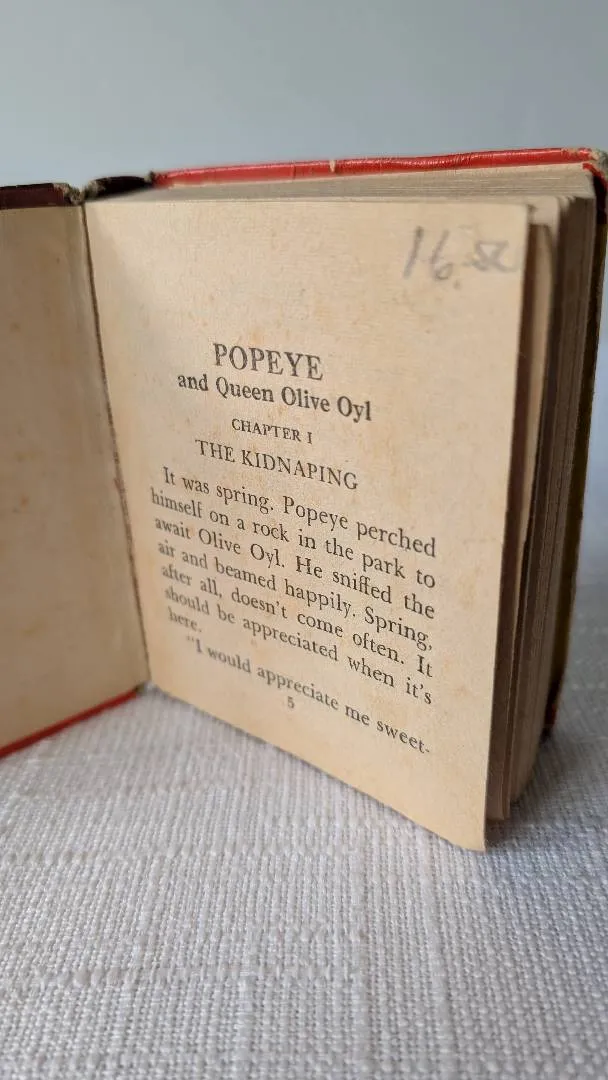 16
POPEYE
and Queen Olive Oyl
CHAPTER I
THE KIDNAPING
It was spring. Popeye perched
himself on a rock in the park to
await Olive Oyl. He sniffed the
air and beamed happily. Spring,
after all, doesn't come often. It
should be appreciated when it's
here.
"I would appreciate me sweet-
5